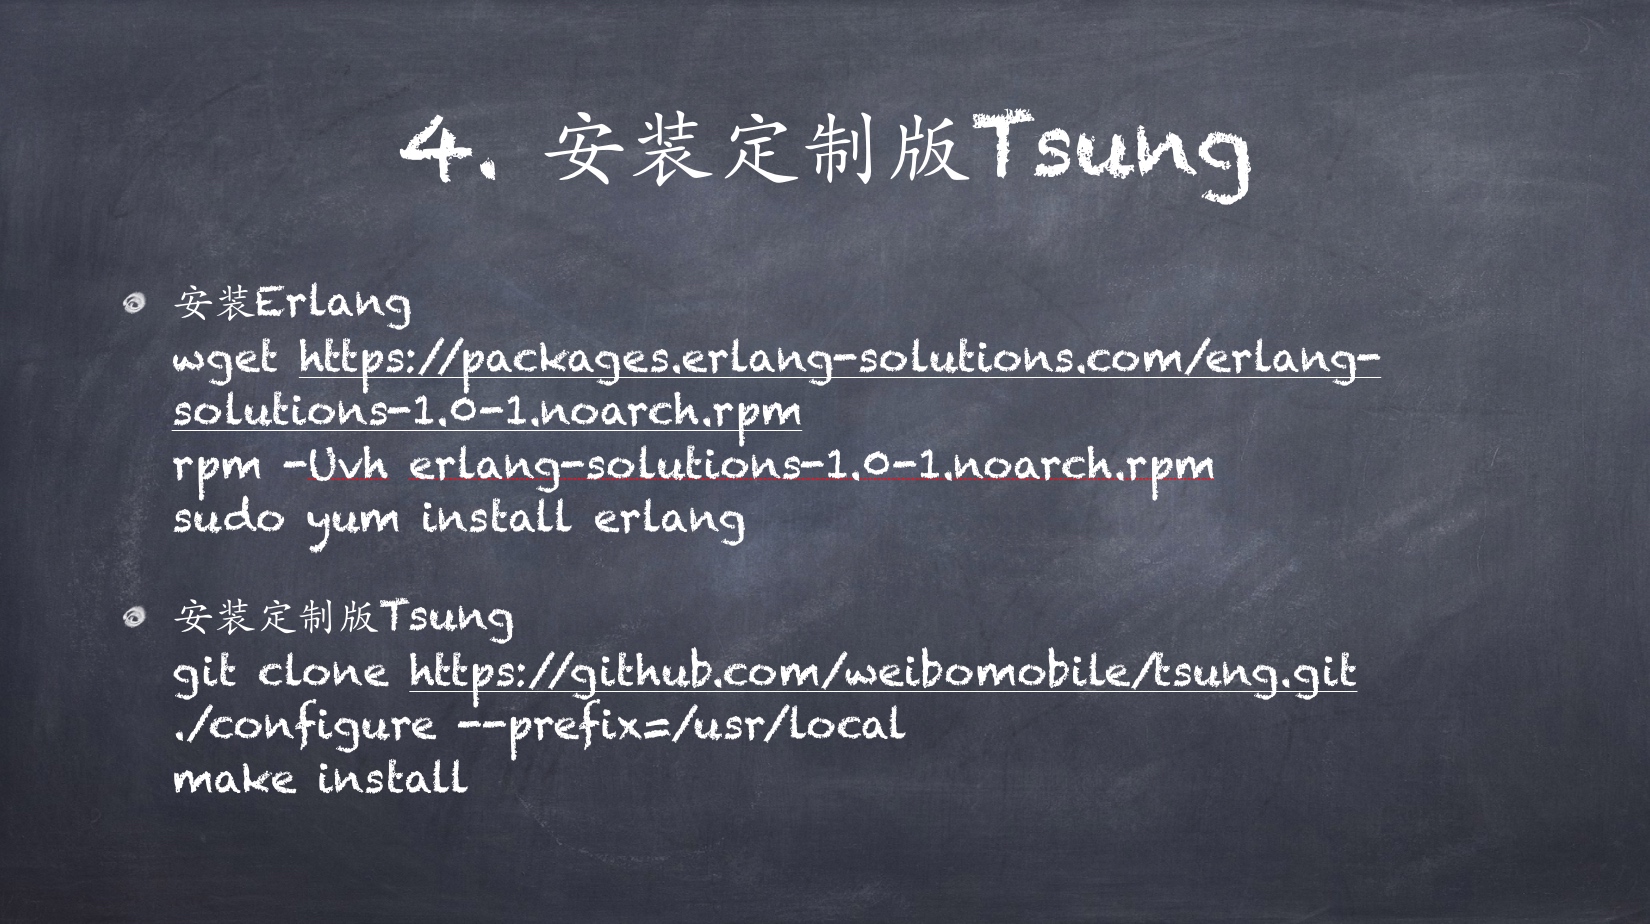 4. 安装定制版Tsung
安装Erlang
wget https://packages.erlang-solutions.com/erlang-
solutions-1.0-1.noarch.rpm
rpm -Uvh erlang-solutions-1.0-1.noarch.rpm
sudo yum install erlang
安装定制版Tsung
git clone https://github.com/weibomobile/tsung.git
./configure --prefix=/usr/local
make install